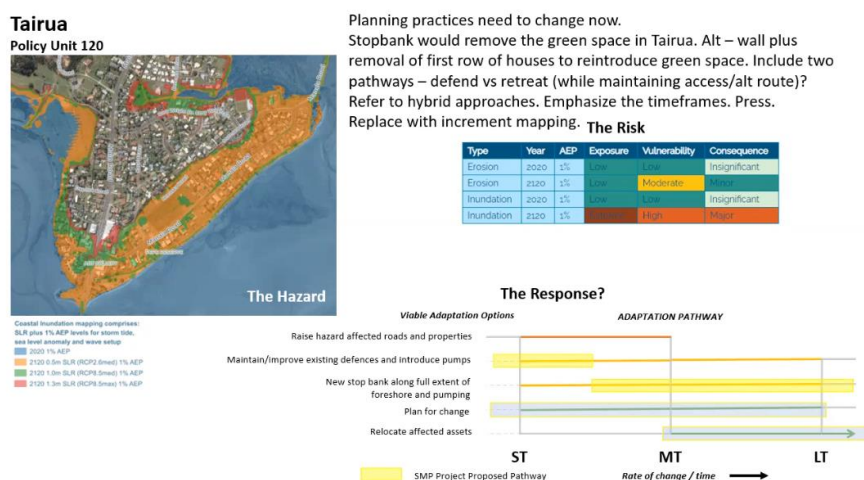 Tairua
Policy Unit 120
Planning practices need to change now.
Stopbank would remove the green space in Tairua. Alt – wall plus
removal of first row of houses to reintroduce green space. Include two
pathways – defend vs retreat (while maintaining access/alt route)?
Refer to hybrid approaches. Emphasize the timeframes. Press.
Replace with increment mapping.
The Risk
Type Year AEP Exposure Vulnerability Consequence
Erosion 2020 1% Low Low Insignificant
Erosion 2120 1% Low Moderate Minor
Inundation 2020 1% Low Low Insignificant
Inundation 2120 1% High Major
The Hazard
Coastal Inundation mapping comprises:
SLR plus 1% AEP levels for storm tide,
sea level anomaly and wave setup
2020 1% AEP
2120 0.5m SLR (RCP2.6med) 1% AEP
2120 1.0m SLR (RCP8.5med) 1% AEP
2120 1.3m SLR (RCP8.5max) 1% AEP
The Response?
Viable Adaptation Options
ADAPTATION PATHWAY
Raise hazard affected roads and properties
Maintain/improve existing defences and introduce pumps
New stop bank along full extent of
foreshore and pumping
Plan for change
Relocate affected assets
ST MT LT
SMP Project Proposed Pathway
Rate of change / time